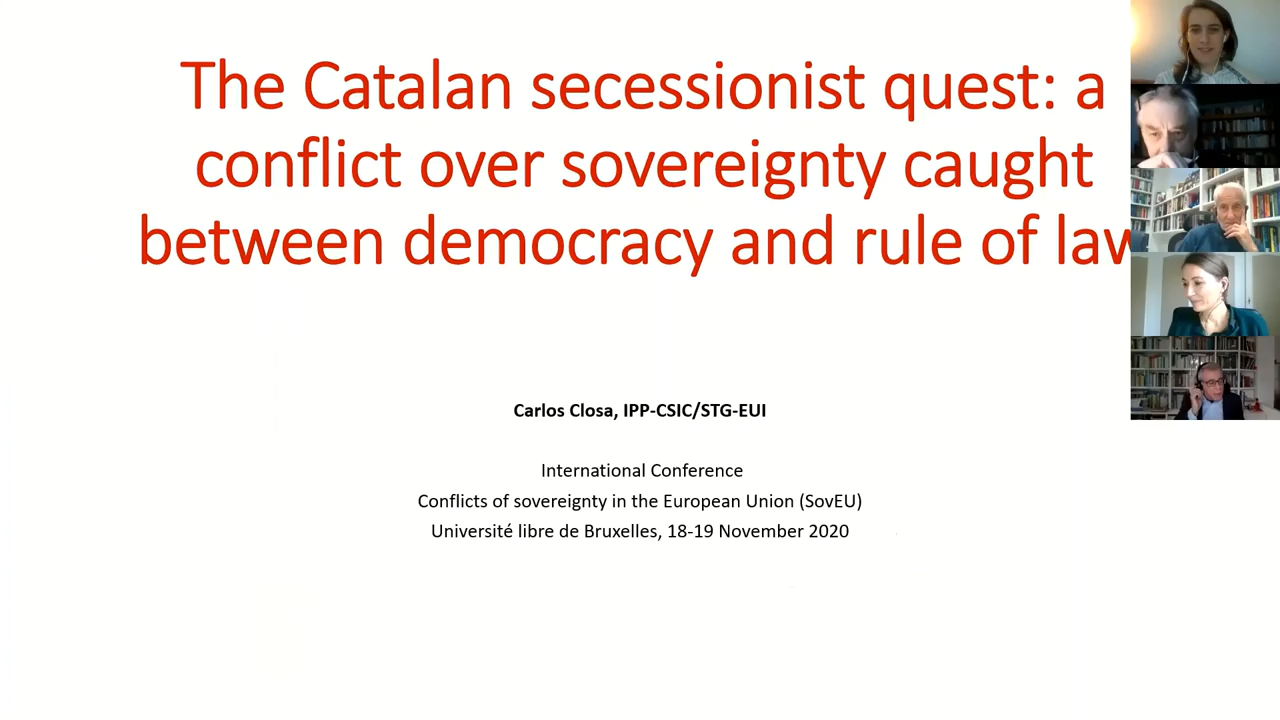 The Catalan secessionist quest: a
conflict over sovereignty caught
between democracy and rule of law
Carlos Closa, IPP-CSIC/STG-EUI
International Conference
Conflicts of sovereignty in the European Union (SovEU)
Université libre de Bruxelles, 18-19 November 2020